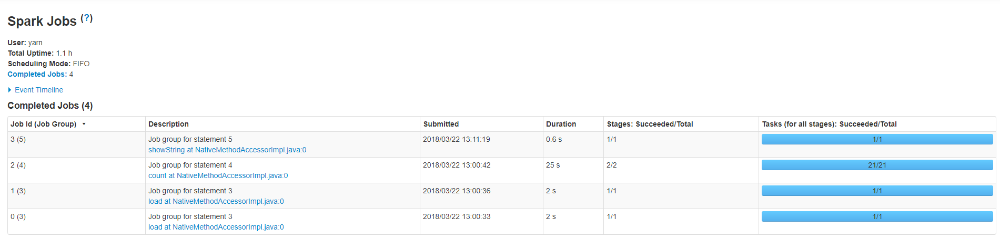 Spark Jobs (?)
User: yarn
Total Uptime: 1.1 h
Scheduling Mode: FIFO
Completed Jobs: 4
Event Timeline
Completed Jobs (4)
Job Id (Job Group) Description Submitted Duration Stages: Succeeded/Total Tasks (for all stages): Succeeded/Total
3 (5) Job group for statement 5 2018/03/22 13:11:19 0.6 s 1/1 1/1
showString at NativeMethodAccessorImpl.java:0
2 (4) Job group for statement 4 2018/03/22 13:00:42 25 s 2/2 21/21
count at NativeMethodAccessorImpl.java:0
1 (3) Job group for statement 3 2018/03/22 13:00:36 2 s 1/1 1/1
load at NativeMethodAccessorImpl.java:0
0 (3) Job group for statement 3 2018/03/22 13:00:33 2 s 1/1 1/1
load at NativeMethodAccessorImpl.java:0